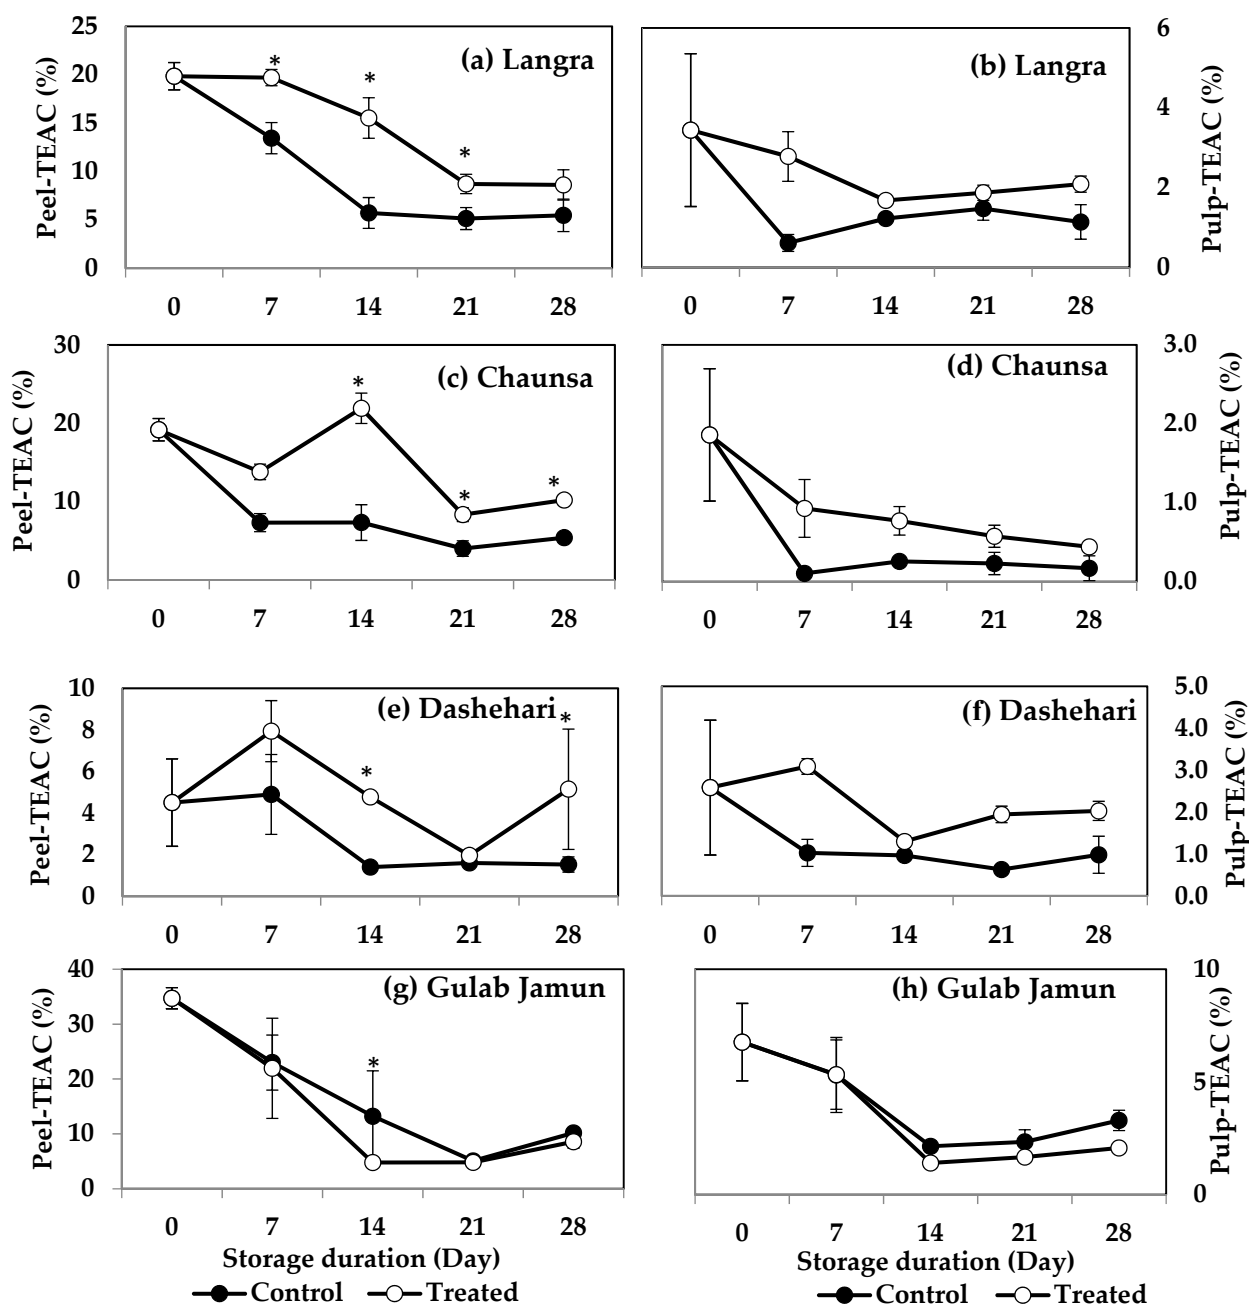 25
20
15
10
5
0
Peel-TEAC (%)
(a) Langra
*
*
*
0 7 14 21 28
6
4
2
0
Pulp-TEAC (%)
(b) Langra
0 7 14 21 28
30
20
10
0
Peel-TEAC (%)
(c) Chaunsa
*
*
*
0 7 14 21 28
3.0
2.0
1.0
0.0
Pulp-TEAC (%)
(d) Chaunsa
0 7 14 21 28
10
8
6
4
2
0
Peel-TEAC (%)
(e) Dashehari
*
*
0 7 14 21 28
5.0
4.0
3.0
2.0
1.0
0.0
Pulp-TEAC (%)
(f) Dashehari
0 7 14 21 28
40
30
20
10
0
Peel-TEAC (%)
(g) Gulab Jamun
*
0 7 14 21 28
Storage duration (Day)
Control Treated
10
5
0
Pulp-TEAC (%)
(h) Gulab Jamun
0 7 14 21 28
Storage duration (Day)
Control Treated